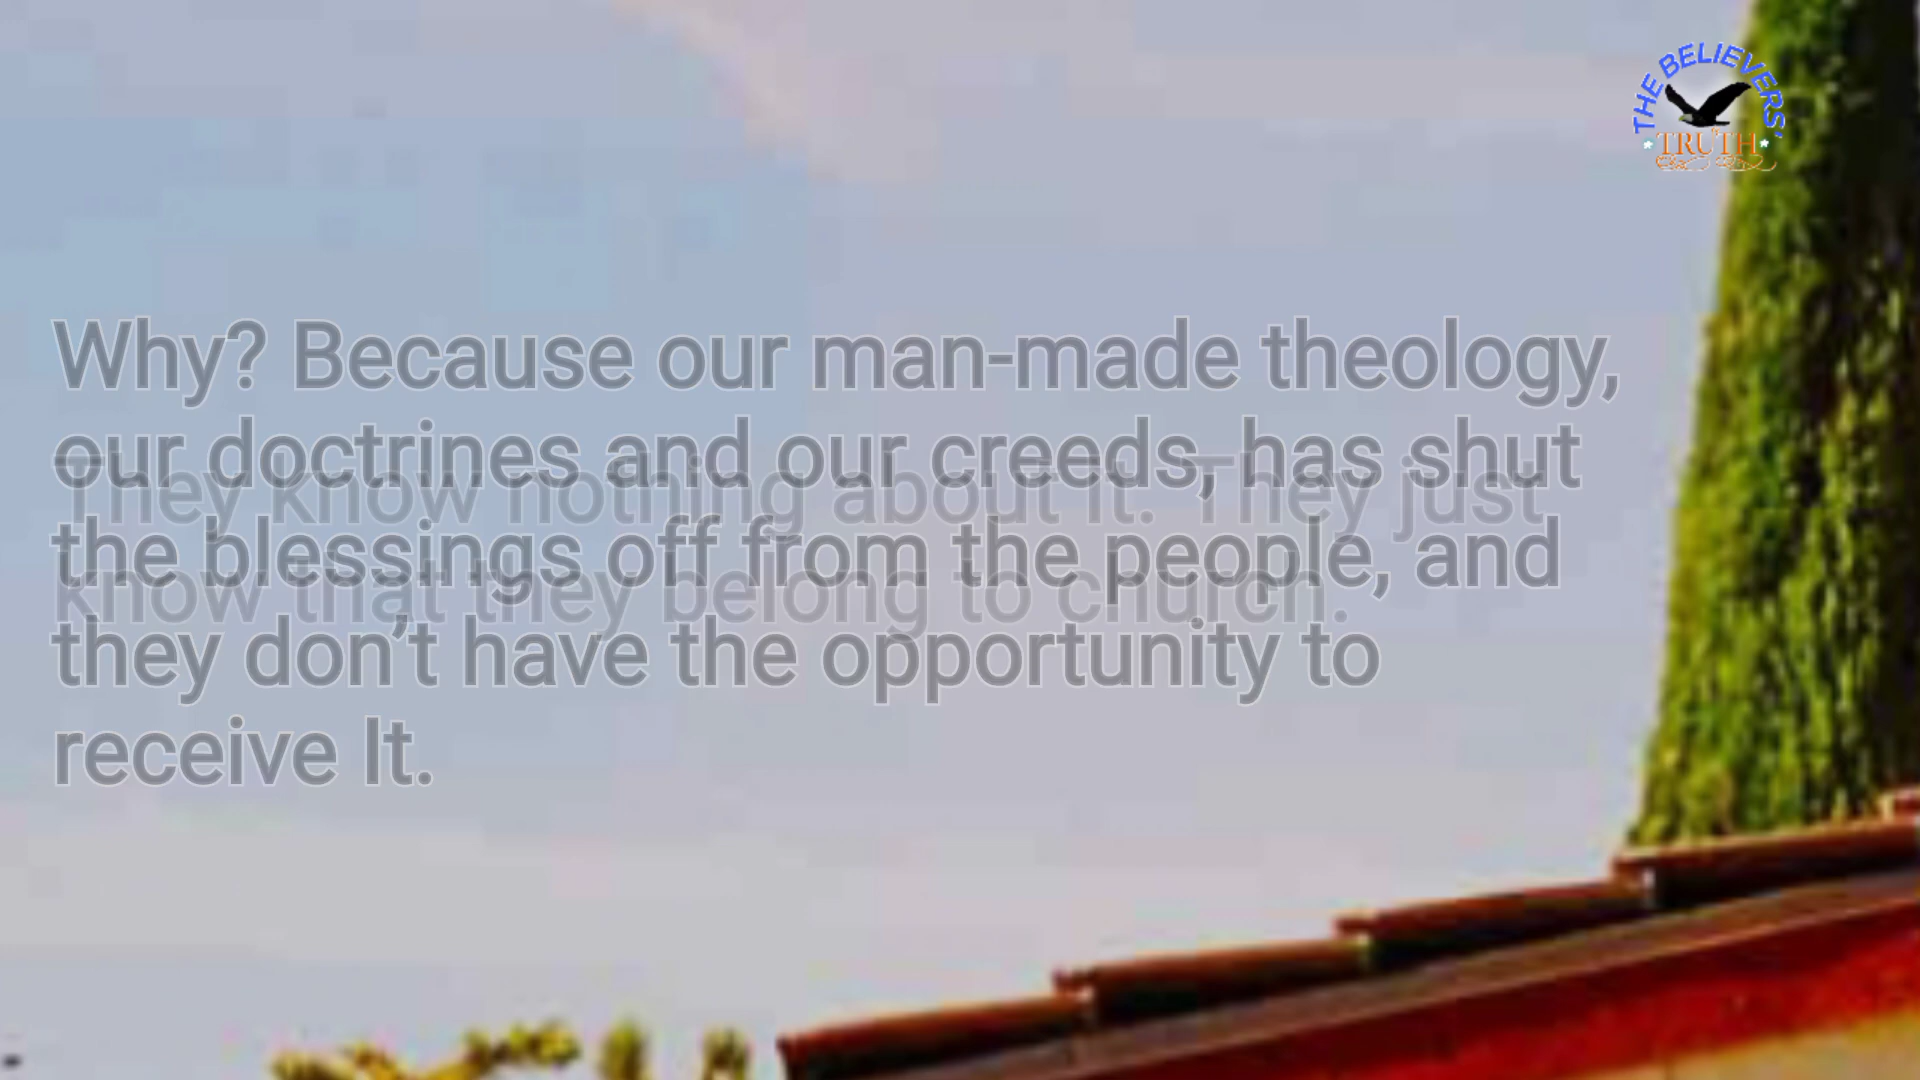 THE BELIEVERS'
TRUTH
Why? Because our man-made theology,
our doctrines and our creeds, has shut
the blessings off from the people, and
they don't have the opportunity to
receive It.
They know nothing about it. They just
know that they belong to church.